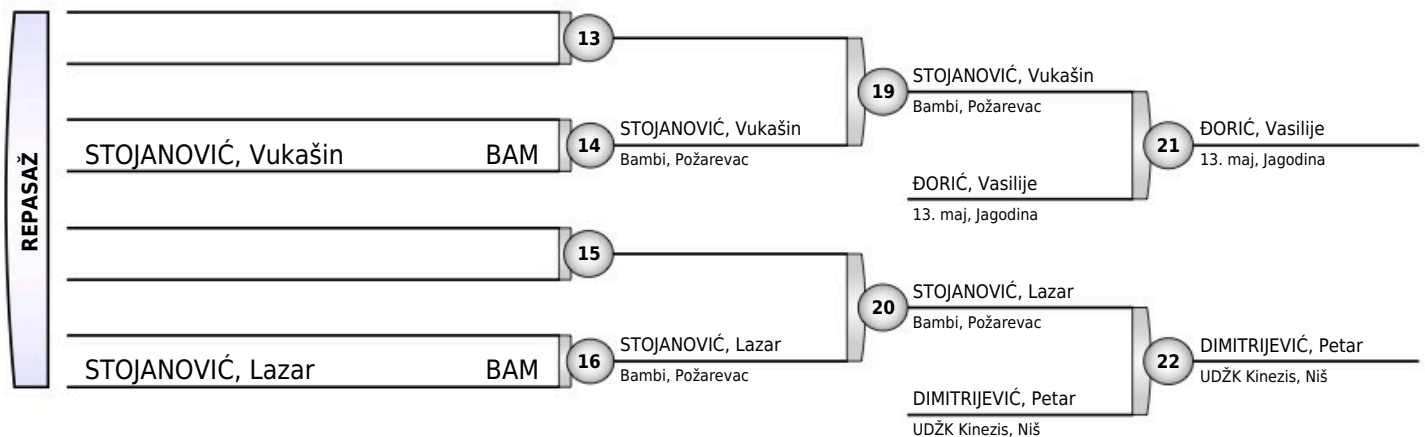 REPASAŽ
13
STOJANOVIĆ, Vukašin BAM
14
STOJANOVIĆ, Vukašin
Bambi, Požarevac
19
STOJANOVIĆ, Vukašin
Bambi, Požarevac
ĐORIĆ, Vasilije
13. maj, Jagodina
21
ĐORIĆ, Vasilije
13. maj, Jagodina
15
STOJANOVIĆ, Lazar BAM
16
STOJANOVIĆ, Lazar
Bambi, Požarevac
20
STOJANOVIĆ, Lazar
Bambi, Požarevac
DIMITRIJEVIĆ, Petar
UDŽK Kinezis, Niš
22
DIMITRIJEVIĆ, Petar
UDŽK Kinezis, Niš